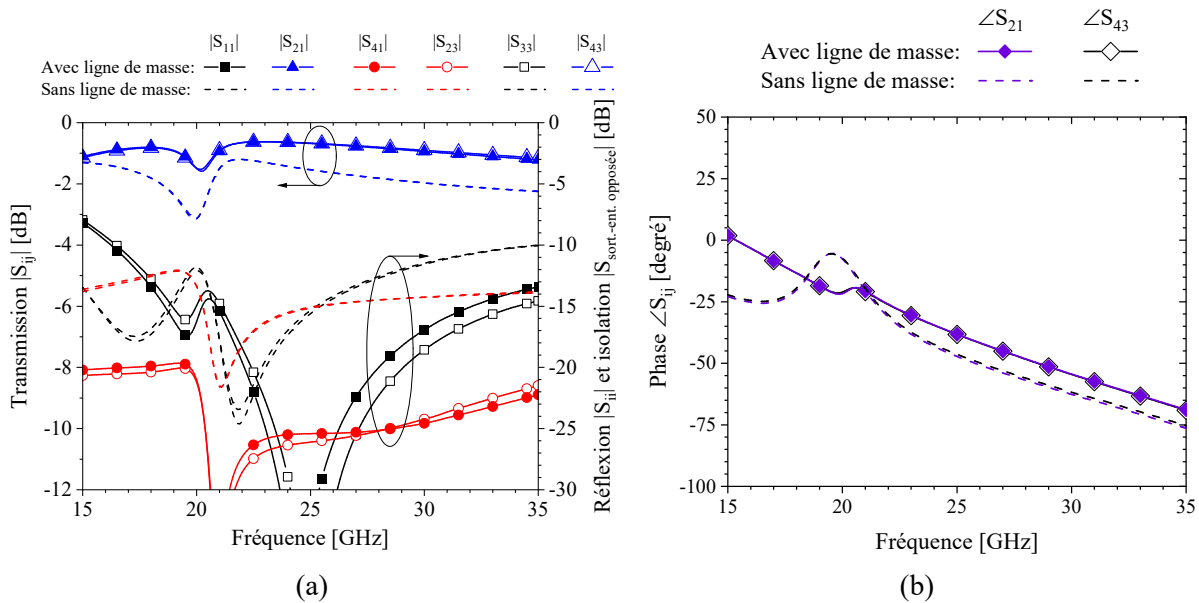 |S11| |S21| |S41| |S23| |S33| |S43|
Avec ligne de masse:
Sans ligne de masse:
Transmission |Sij| [dB]
0
-2
-4
-6
-8
-10
-12
0
-5
-10
-15
-20
-25
-30
Réflexion |Sii| et isolation |Ssort.-ent. opposée| [dB]
15 20 25 30 35
Fréquence [GHz]
(a)
∠S21 ∠S43
Avec ligne de masse:
Sans ligne de masse:
Phase ∠Sij [degré]
50
25
0
-25
-50
-75
-100
15 20 25 30 35
Fréquence [GHz]
(b)